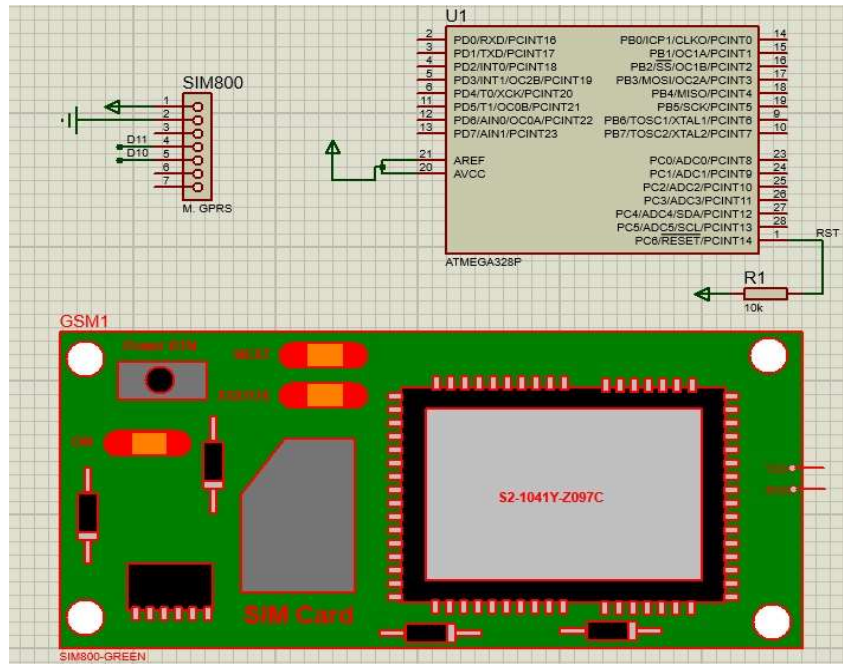 U1
2 PD0/RXD/PCINT16 PB0/ICP1/CLKO/PCINT0 14
3 PD1/TXD/PCINT17 PB1/OC1A/PCINT1 15
4 PD2/INT0/PCINT18 PB2/SS/OC1B/PCINT2 16
5 PD3/INT1/OC2B/PCINT19 PB3/MOSI/OC2A/PCINT3 17
6 PD4/T0/XCK/PCINT20 PB4/MISO/PCINT4 18
11 PD5/T1/OC0B/PCINT21 PB5/SCK/PCINT5 19
12 PD6/AIN0/OC0A/PCINT22 PB6/TOSC1/XTAL1/PCINT6 9
13 PD7/AIN1/PCINT23 PB7/TOSC2/XTAL2/PCINT7 10
21 AREF PC0/ADC0/PCINT8 23
20 AVCC PC1/ADC1/PCINT9 24
PC2/ADC2/PCINT10 25
PC3/ADC3/PCINT11 26
PC4/ADC4/SDA/PCINT12 27
PC5/ADC5/SCL/PCINT13 28
PC6/RESET/PCINT14 1
RST
ATMEGA328P
SIM800
1
2
3
D11 4
D10 5
6
7
M. GPRS
R1
10k
GSM1
S2-1041Y-Z097C
SIM Card
SIM800-GREEN